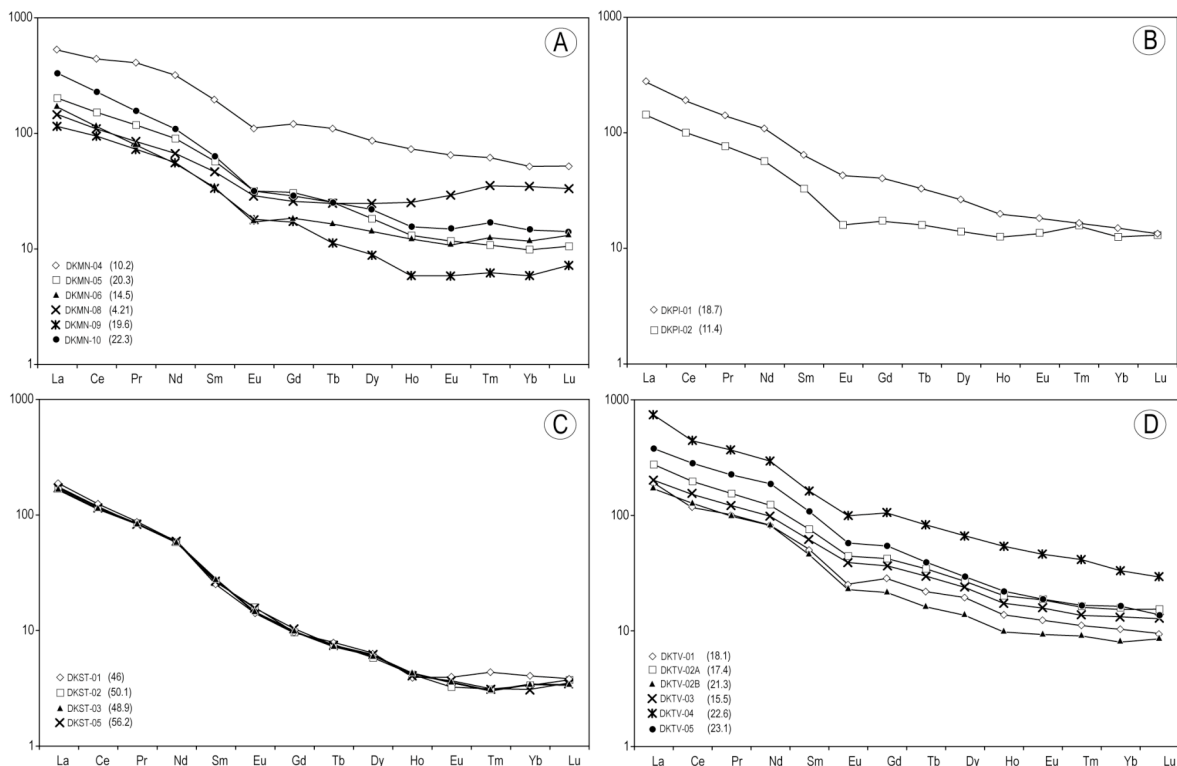 1000
100
10
1
A
DKMN-04 (10.2)
DKMN-05 (20.3)
DKMN-06 (14.5)
DKMN-08 (4.21)
DKMN-09 (19.6)
DKMN-10 (22.3)
La Ce Pr Nd Sm Eu Gd Tb Dy Ho Eu Tm Yb Lu
1000
100
10
1
B
DKPI-01 (18.7)
DKPI-02 (11.4)
La Ce Pr Nd Sm Eu Gd Tb Dy Ho Eu Tm Yb Lu
1000
100
10
1
C
DKST-01 (46)
DKST-02 (50.1)
DKST-03 (48.9)
DKST-05 (56.2)
La Ce Pr Nd Sm Eu Gd Tb Dy Ho Eu Tm Yb Lu
1000
100
10
1
D
DKTV-01 (18.1)
DKTV-02A (17.4)
DKTV-02B (21.3)
DKTV-03 (15.5)
DKTV-04 (22.6)
DKTV-05 (23.1)
La Ce Pr Nd Sm Eu Gd Tb Dy Ho Eu Tm Yb Lu